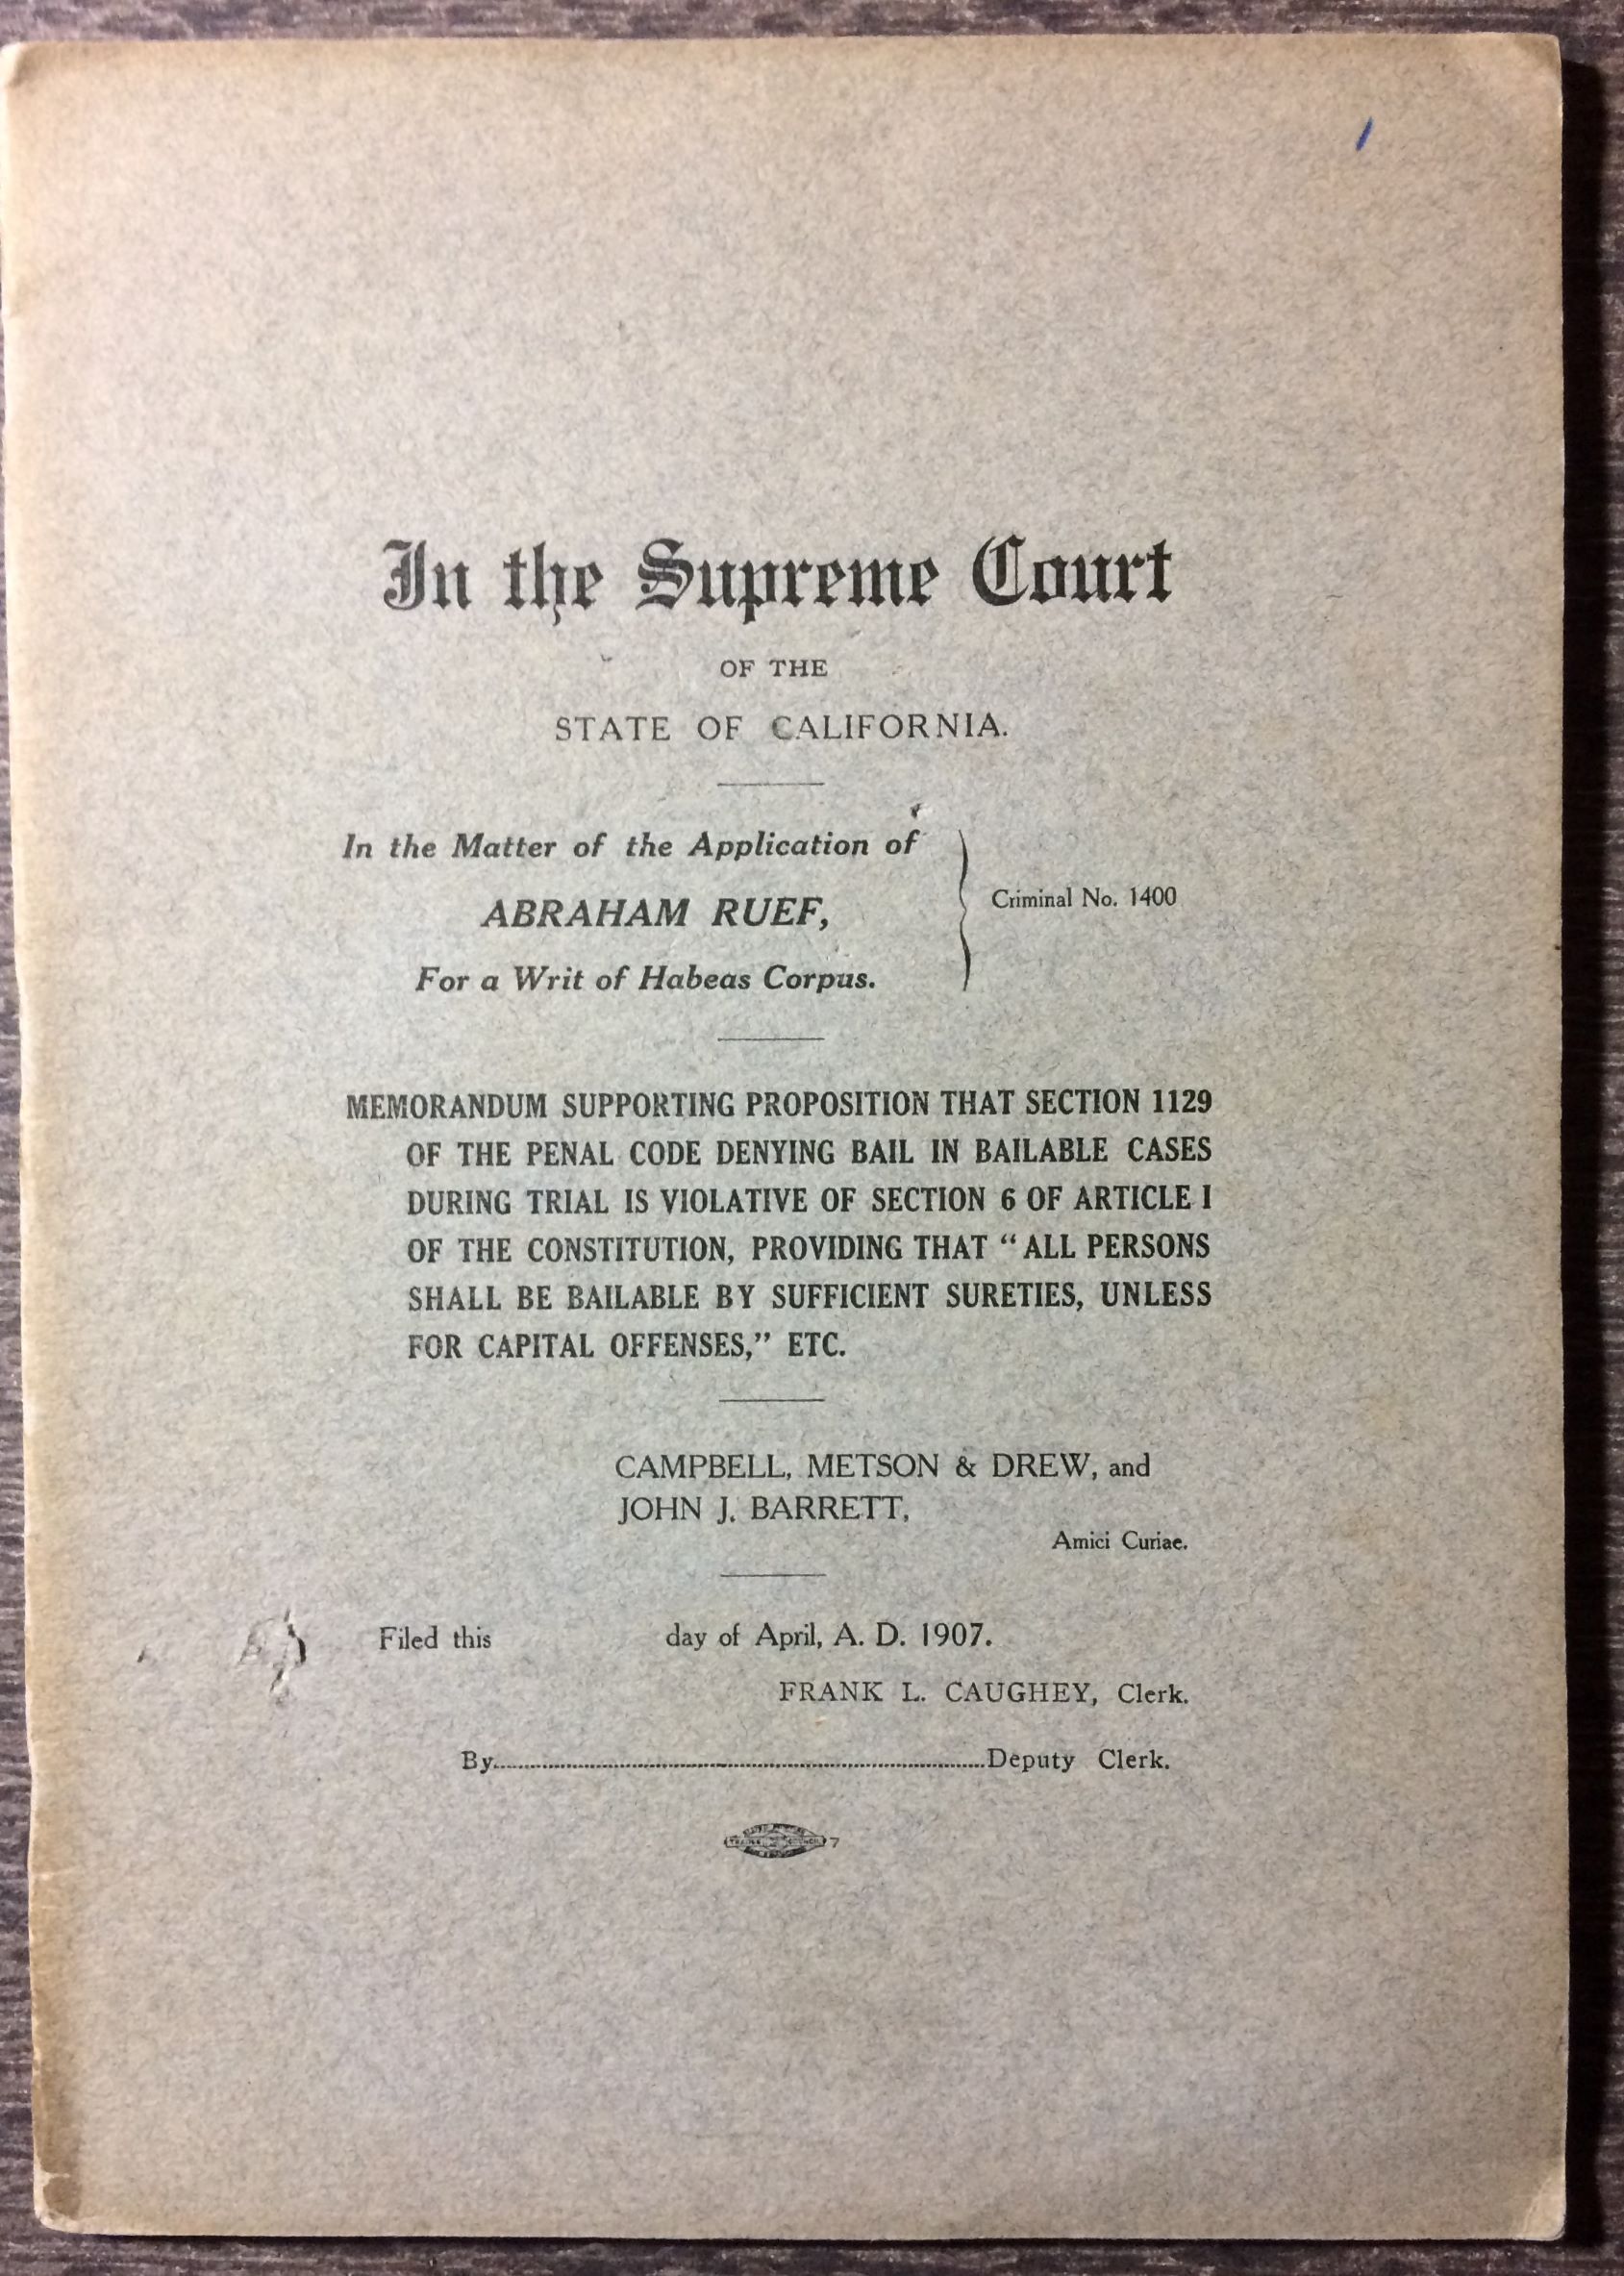 In the Supreme Court
OF THE
STATE OF CALIFORNIA.
In the Matter of the Application of
ABRAHAM RUEF,
For a Writ of Habeas Corpus.
Criminal No. 1400
MEMORANDUM SUPPORTING PROPOSITION THAT SECTION 1129
OF THE PENAL CODE DENYING BAIL IN BAILABLE CASES
DURING TRIAL IS VIOLATIVE OF SECTION 6 OF ARTICLE I
OF THE CONSTITUTION, PROVIDING THAT “ ALL PERSONS
SHALL BE BAILABLE BY SUFFICIENT SURETIES, UNLESS
FOR CAPITAL OFFENSES,” ETC.
CAMPBELL, METSON & DREW, and
JOHN J. BARRETT,
Amici Curiae.
Filed this day of April, A. D. 1907.
FRANK L. CAUGHEY, Clerk.
By........................................Deputy Clerk.
7